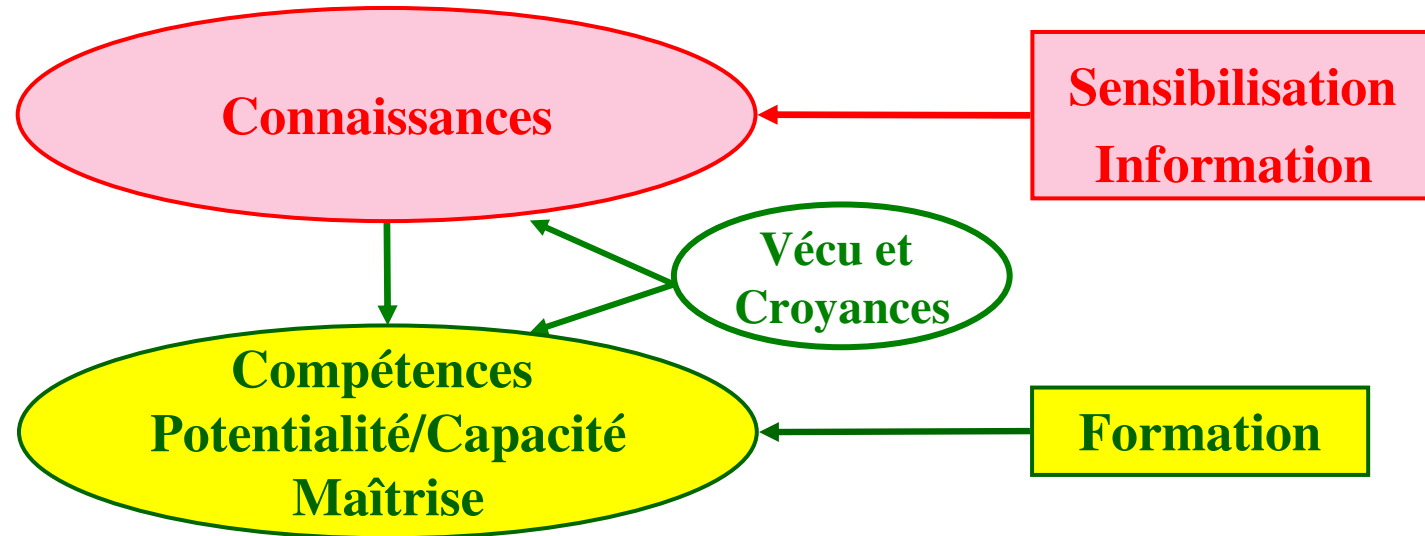 Connaissances
Sensibilisation
Information
Vécu et
Croyances
Compétences
Potentialité/Capacité
Maîtrise
Formation